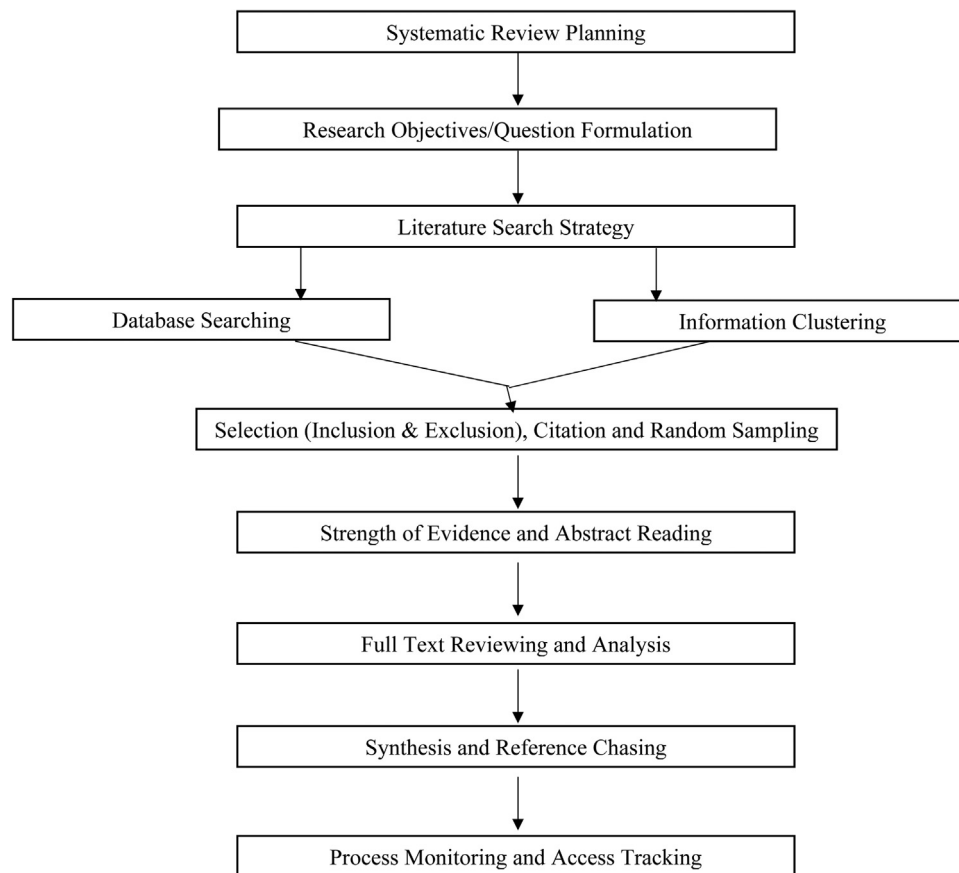 Systematic Review Planning
Research Objectives/Question Formulation
Literature Search Strategy
Database Searching
Information Clustering
Selection (Inclusion & Exclusion), Citation and Random Sampling
Strength of Evidence and Abstract Reading
Full Text Reviewing and Analysis
Synthesis and Reference Chasing
Process Monitoring and Access Tracking